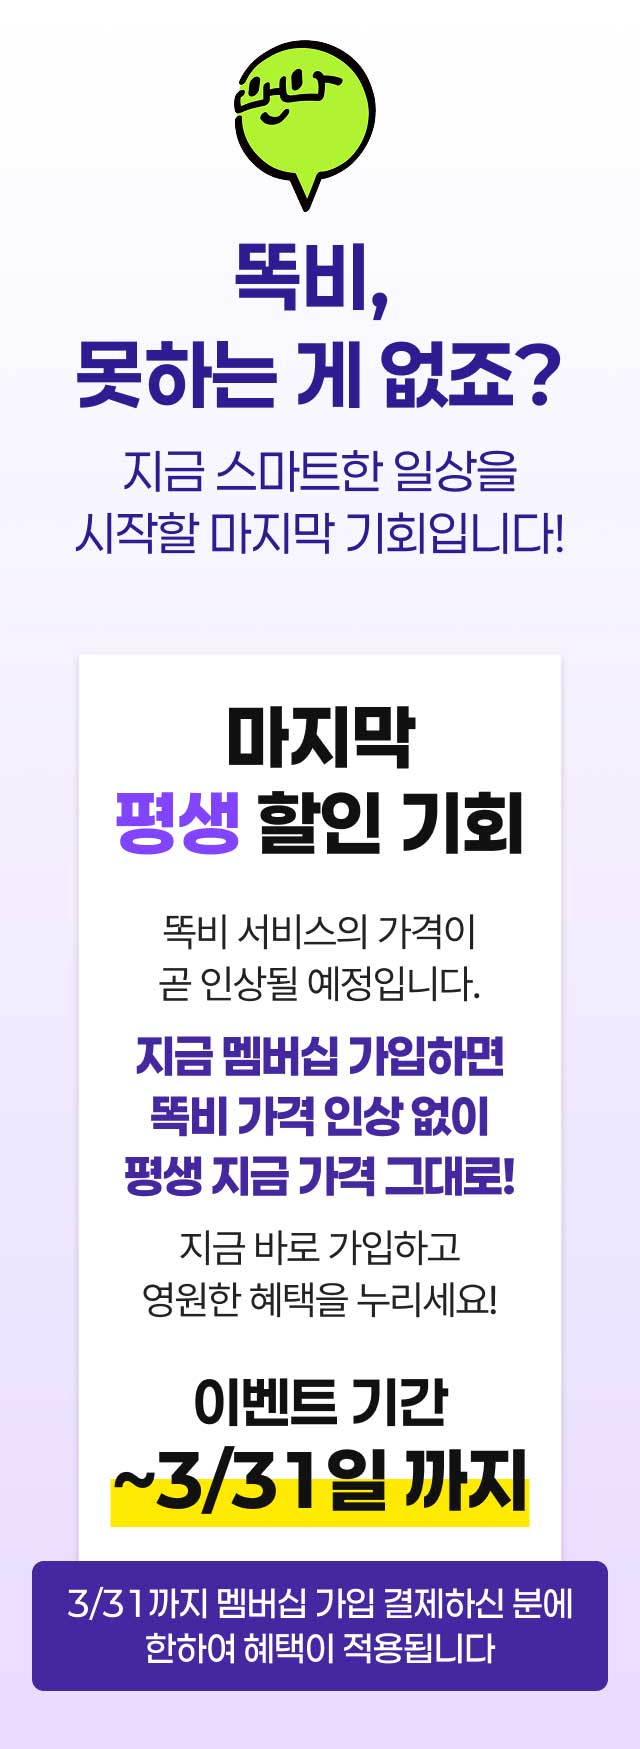 똑비,
못하는 게 없죠?
지금 스마트한 일상을
시작할 마지막 기회입니다!
마지막
평생 할인 기회
똑비 서비스의 가격이
곧 인상될 예정입니다.
지금 멤버십 가입하면
똑비 가격 인상 없이
평생 지금 가격 그대로!
지금 바로 가입하고
영원한 혜택을 누리세요!
이벤트 기간
~3/31일 까지
3/31까지 멤버십 가입 결제하신 분에
한하여 혜택이 적용됩니다